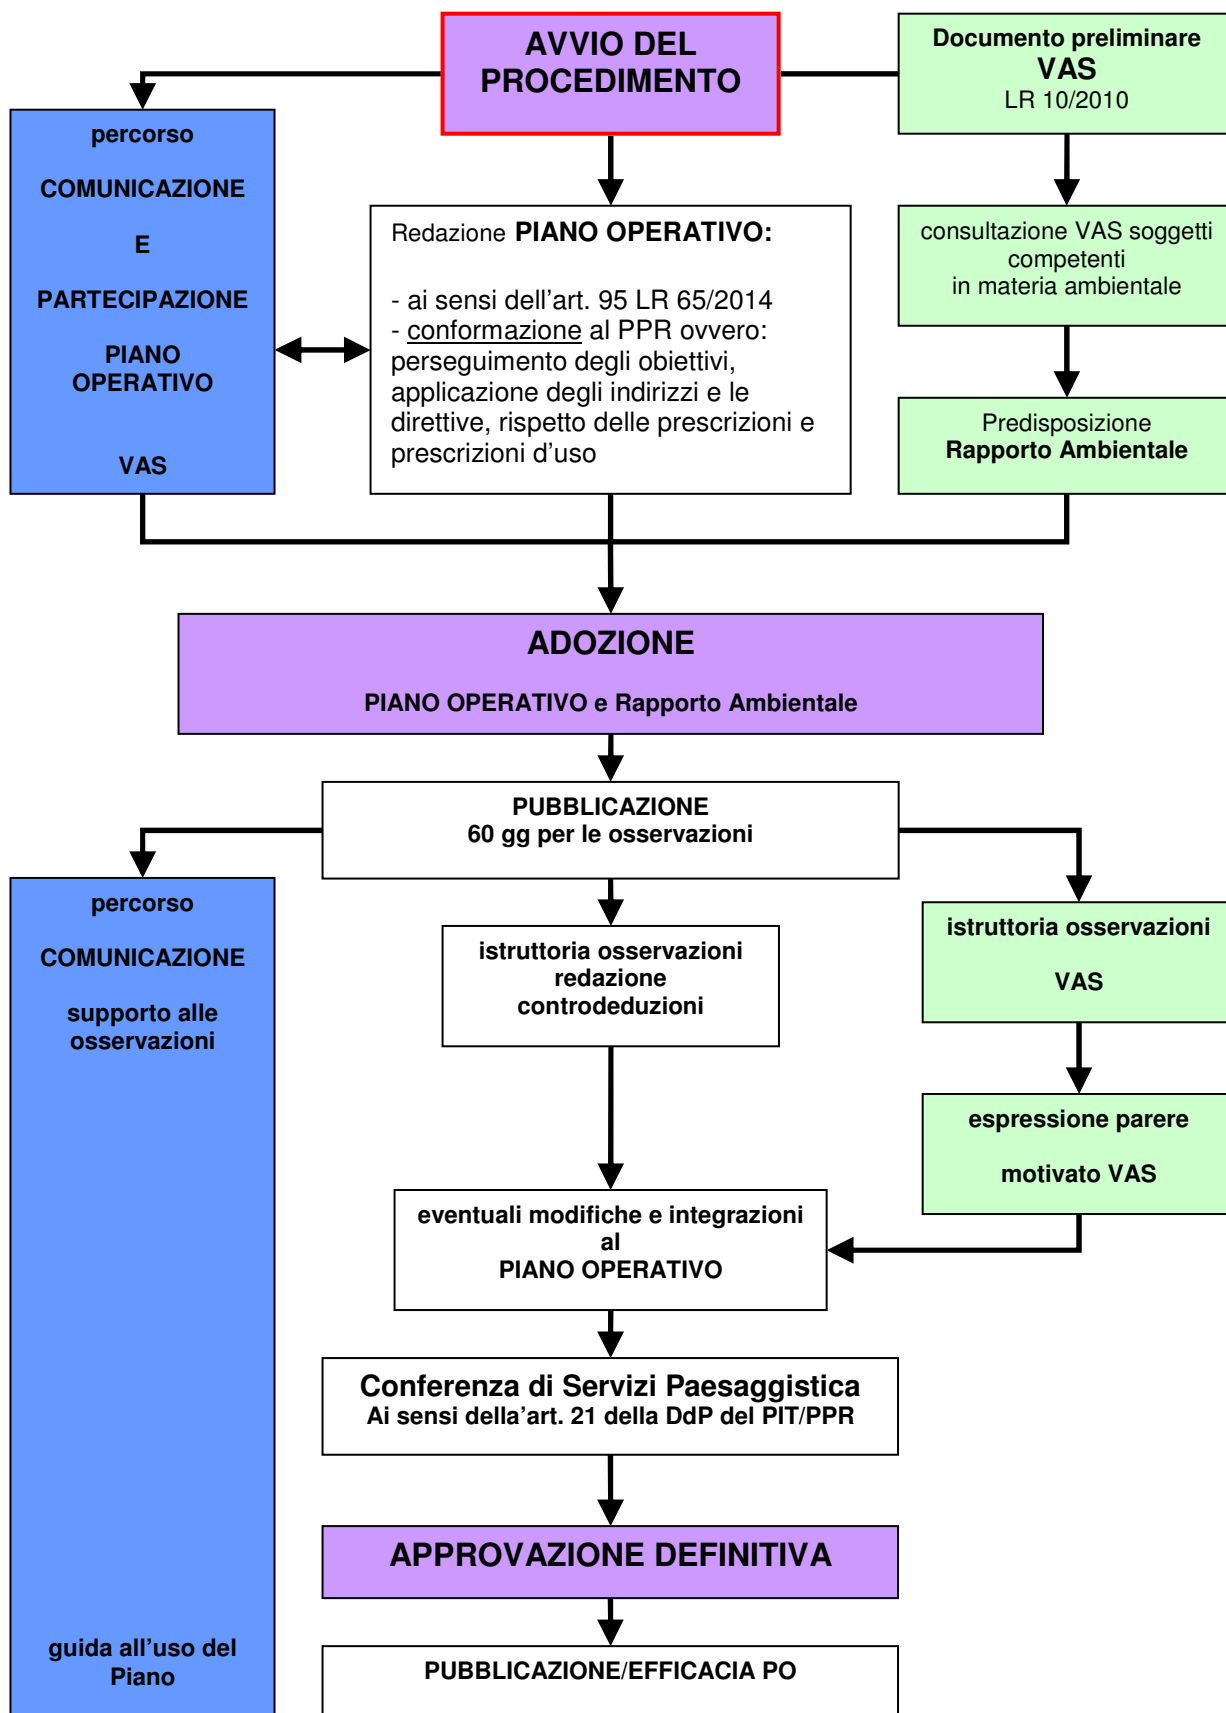 AVVIO DEL
PROCEDIMENTO
Documento preliminare
VAS
LR 10/2010
percorso
COMUNICAZIONE
E
PARTECIPAZIONE
PIANO
OPERATIVO
VAS
Redazione PIANO OPERATIVO:
- ai sensi dell’art. 95 LR 65/2014
- conformazione al PPR ovvero:
perseguimento degli obiettivi,
applicazione degli indirizzi e le
direttive, rispetto delle prescrizioni e
prescrizioni d’uso
consultazione VAS soggetti
competenti
in materia ambientale
Predisposizione
Rapporto Ambientale
ADOZIONE
PIANO OPERATIVO e Rapporto Ambientale
PUBBLICAZIONE
60 gg per le osservazioni
percorso
COMUNICAZIONE
supporto alle
osservazioni
guida all’uso del
Piano
istruttoria osservazioni
redazione
controdeduzioni
istruttoria osservazioni
VAS
espressione parere
motivato VAS
eventuali modifiche e integrazioni
al
PIANO OPERATIVO
Conferenza di Servizi Paesaggistica
Ai sensi della’art. 21 della DdP del PIT/PPR
APPROVAZIONE DEFINITIVA
PUBBLICAZIONE/EFFICACIA PO